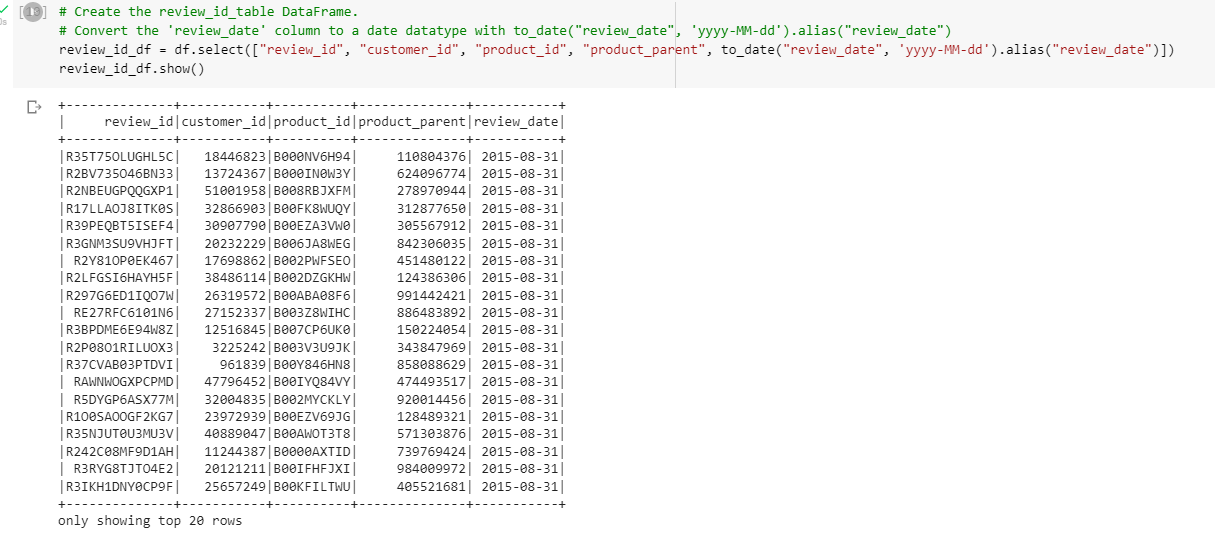 # Create the review_id_table DataFrame.
# Convert the 'review_date' column to a date datatype with to_date("review_date", 'yyyy-MM-dd').alias("review_date")
review_id_df = df.select(["review_id", "customer_id", "product_id", "product_parent", to_date("review_date", 'yyyy-MM-dd').alias("review_date")])
review_id_df.show()
+--------------+-----------+----------+--------------+-----------+
|     review_id|customer_id|product_id|product_parent|review_date|
+--------------+-----------+----------+--------------+-----------+
|R35T75OLUGHL5C|   18446823|B000NV6H94|     110804376| 2015-08-31|
|R2BV735O46BN33|   13724367|B000IN0W3Y|     624096774| 2015-08-31|
|R2NBEUGPQQGXP1|   51001958|B008RBJXFM|     278970944| 2015-08-31|
|R17LLAOJ8ITK0S|   32866903|B00FK8WUQY|     312877650| 2015-08-31|
|R39PEQBT5ISEF4|   30907790|B00EZA3VW0|     305567912| 2015-08-31|
|R3GNM3SU9VHJFT|   20232229|B006JA8WEG|     842306035| 2015-08-31|
| R2Y81OP0EK467|   17698862|B002PWFSEO|     451480122| 2015-08-31|
|R2LFGSI6HAYH5F|   38486114|B002DZGKHW|     124386306| 2015-08-31|
|R297G6ED1IQO7W|   26319572|B00ABA08F6|     991442421| 2015-08-31|
| RE27RFC6101N6|   27152337|B003Z8WIHC|     886483892| 2015-08-31|
|R3BPDME6E94W8Z|   12516845|B007CP6UK0|     150224054| 2015-08-31|
|R2P08O1RILUOX3|    3225242|B003V3U9JK|     343847969| 2015-08-31|
|R37CVAB03PTDVI|     961839|B00Y846HN8|     858088629| 2015-08-31|
| RAWNWOGXPCPMD|   47796452|B00IYQ84VY|     474493517| 2015-08-31|
| R5DYGP6ASX77M|   32004835|B002MYCKLY|     920014456| 2015-08-31|
|R1O0SAOOGF2KG7|   23972939|B00EZV69JG|     128489321| 2015-08-31|
|R35NJUT0U3MU3V|   40889047|B00AWOT3T8|     571303876| 2015-08-31|
|R242C08MF9D1AH|   11244387|B0000AXTID|     739769424| 2015-08-31|
| R3RYG8TJTO4E2|   20121211|B00IFHFJXI|     984009972| 2015-08-31|
|R3IKH1DNY0CP9F|   25657249|B00KFILTWU|     405521681| 2015-08-31|
+--------------+-----------+----------+--------------+-----------+
only showing top 20 rows